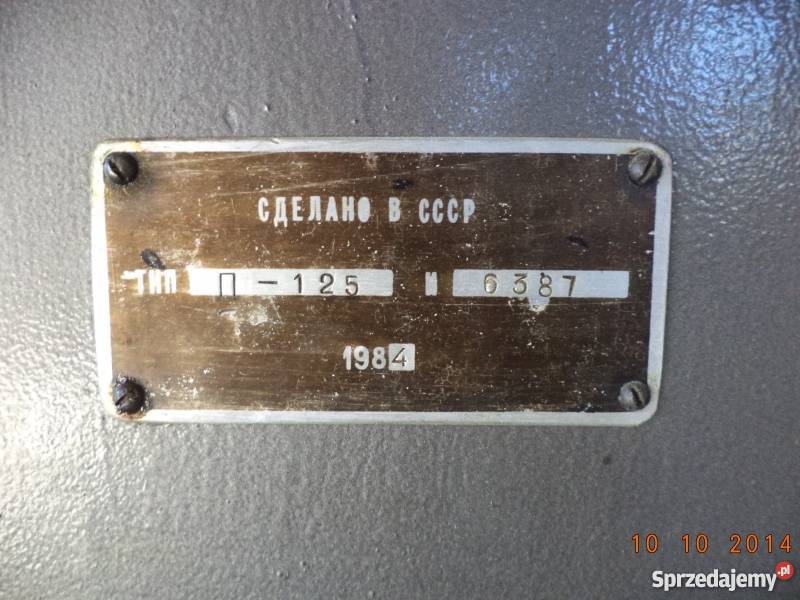 СДЕЛАНО В СССР
ТИП П-125 N 6387
1984
10 10 2014
Sprzedajemy.pl